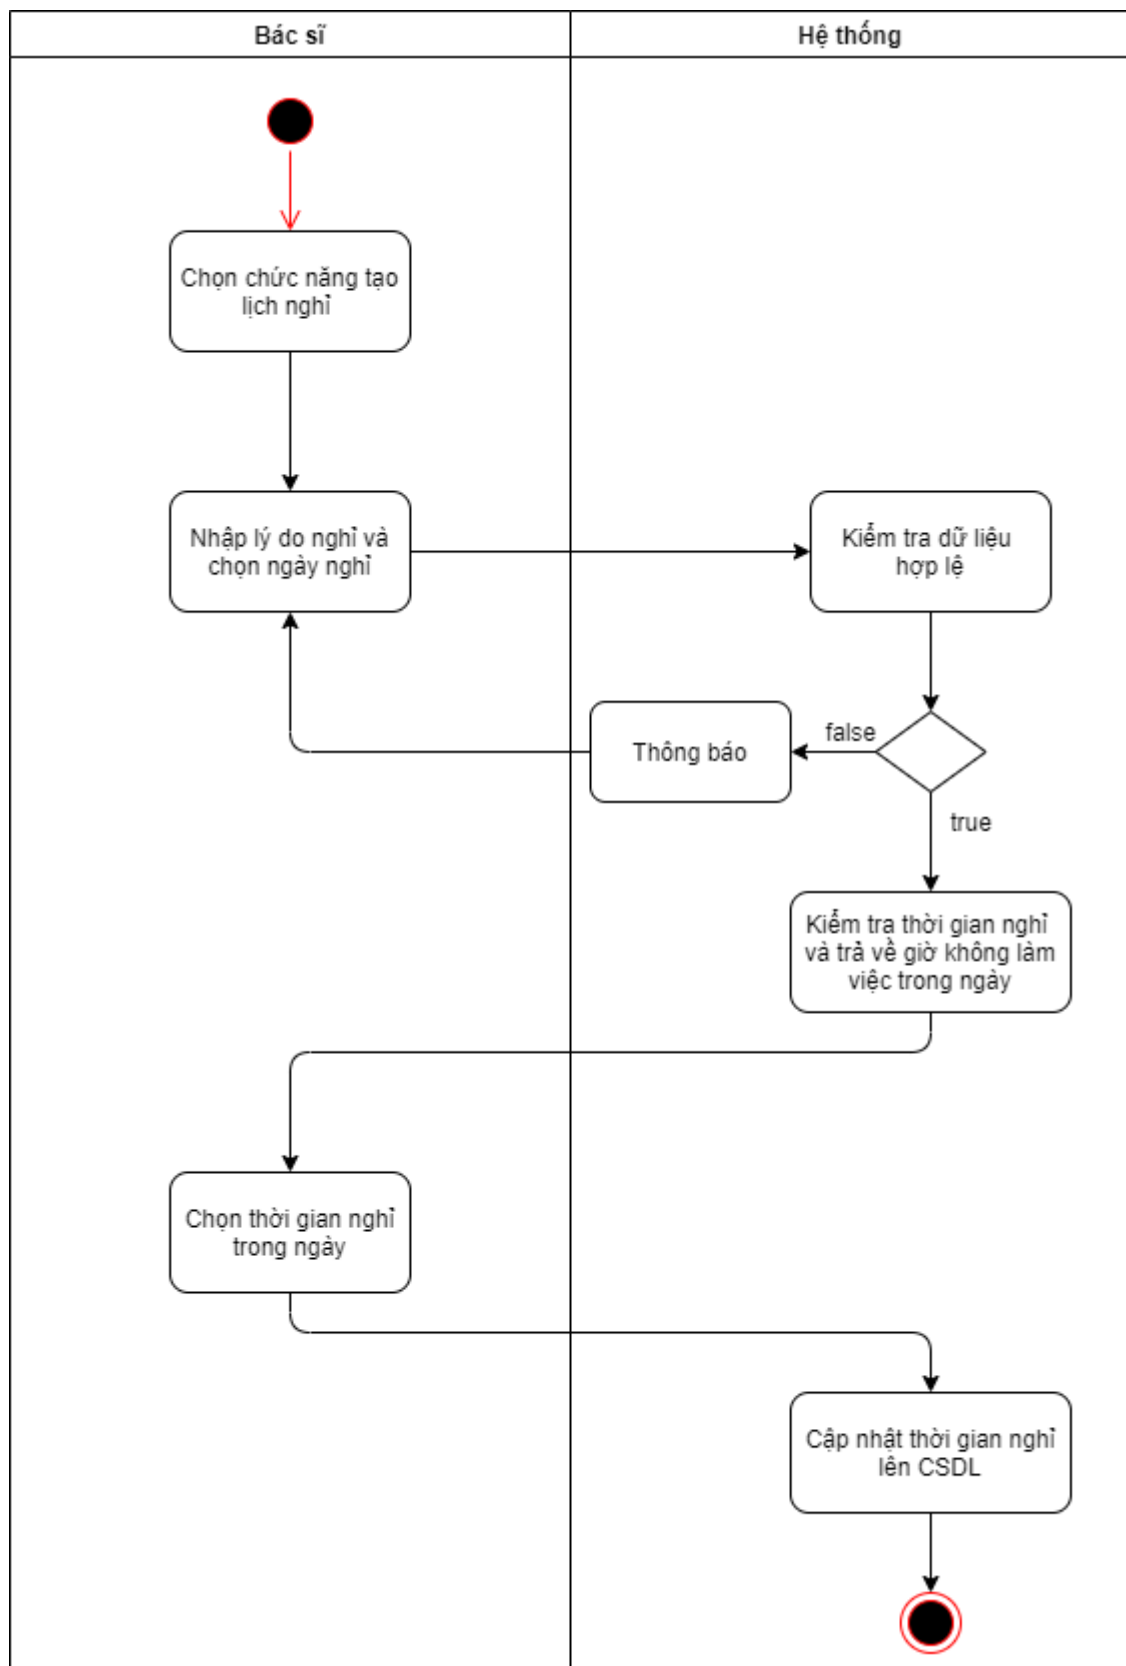 Bác sĩ
Hệ thống
Chọn chức năng tạo
lịch nghỉ
Nhập lý do nghỉ và
chọn ngày nghỉ
Kiểm tra dữ liệu
hợp lệ
Thông báo
false
true
Kiểm tra thời gian nghỉ
và trả về giờ không làm
việc trong ngày
Chọn thời gian nghỉ
trong ngày
Cập nhật thời gian nghỉ
lên CSDL